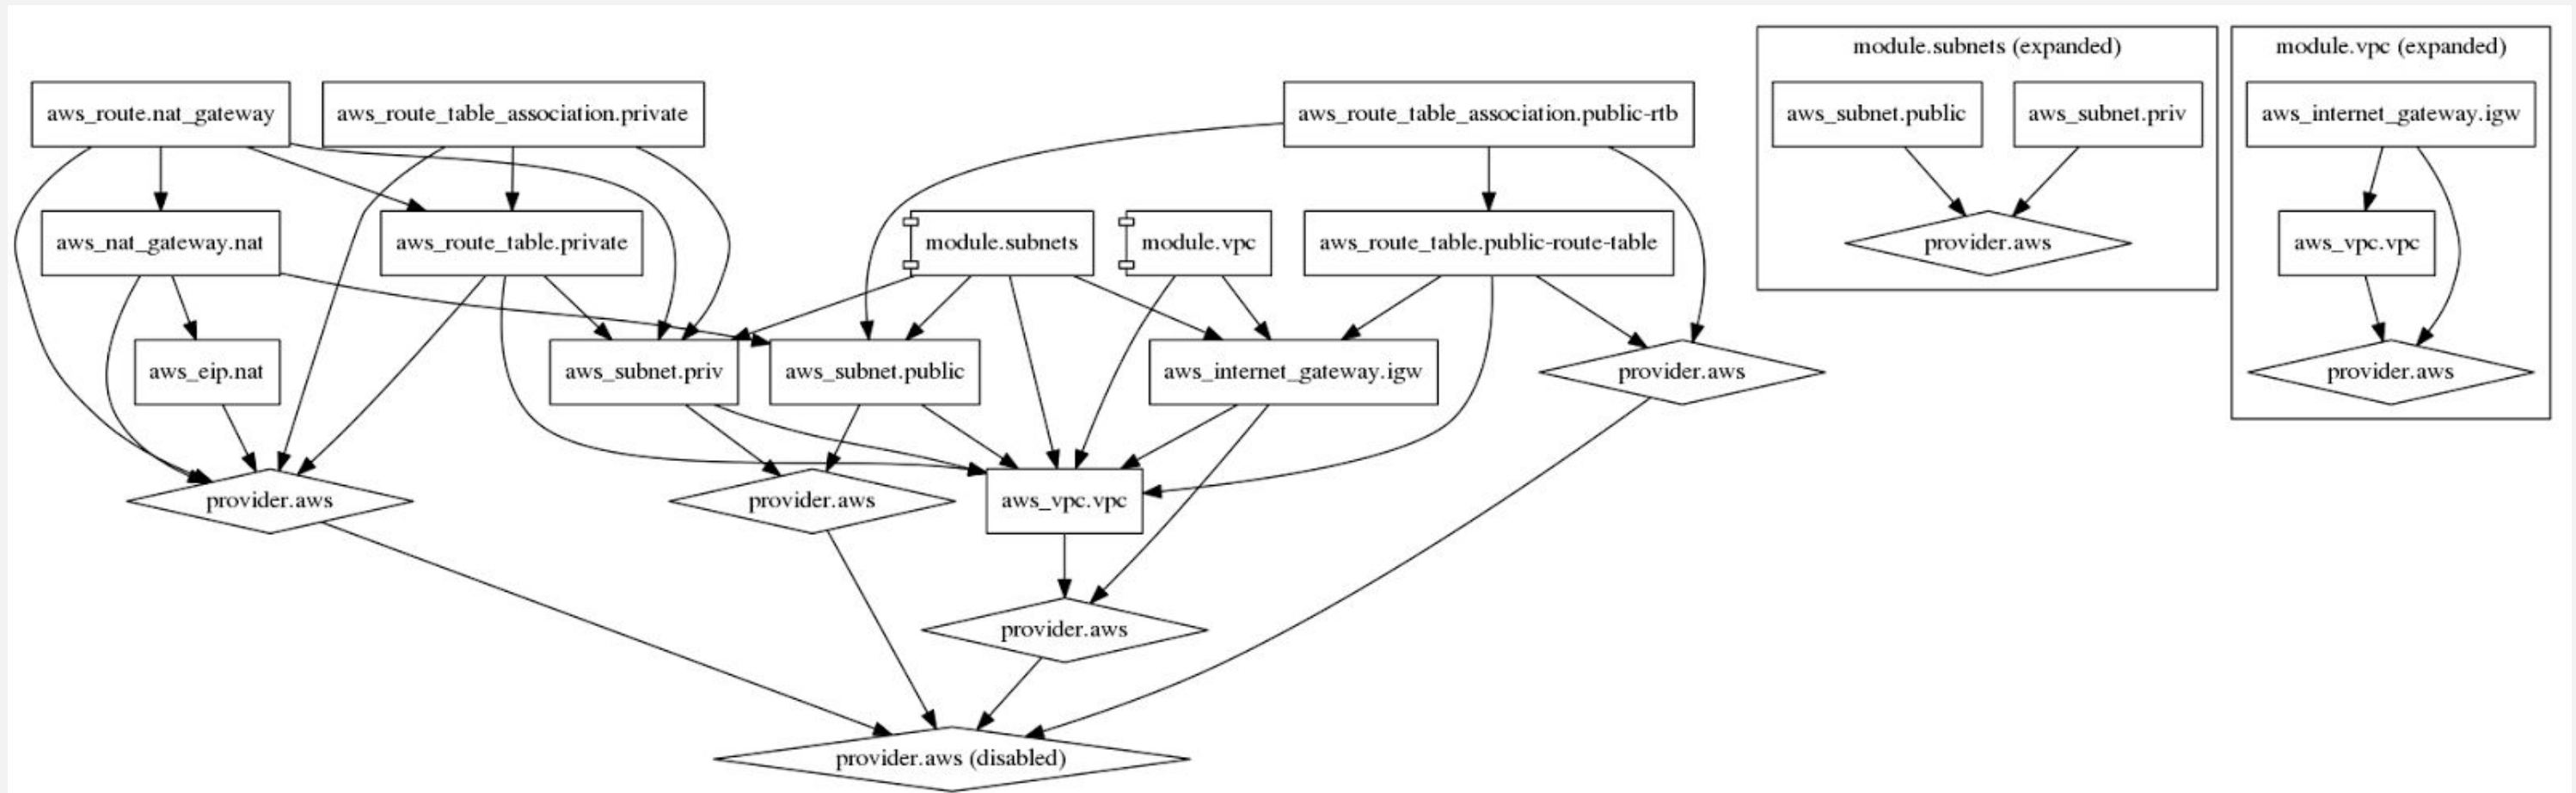 module.subnets (expanded)
module.vpc (expanded)
aws_route.nat_gateway
aws_route_table_association.private
aws_route_table_association.public-rtb
aws_subnet.public
aws_subnet.priv
aws_internet_gateway.igw
aws_nat_gateway.nat
aws_route_table.private
module.subnets
module.vpc
aws_route_table.public-route-table
provider.aws
aws_vpc.vpc
aws_eip.nat
aws_subnet.priv
aws_subnet.public
aws_internet_gateway.igw
provider.aws
provider.aws
provider.aws
provider.aws
aws_vpc.vpc
provider.aws
provider.aws (disabled)